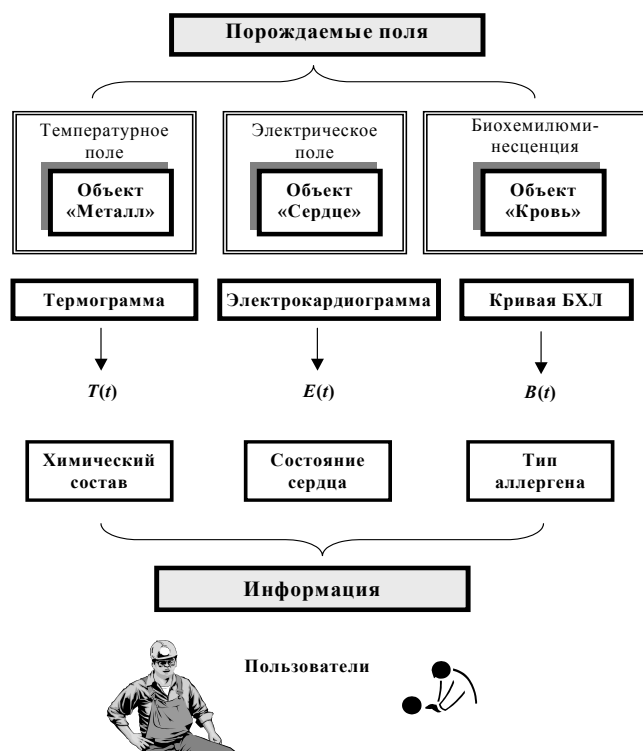 Порождаемые поля
Температурное
поле
Объект
«Металл»
Электрическое
поле
Объект
«Сердце»
Биохемилюми-
несценция
Объект
«Кровь»
Термограмма
Электрокардиограмма
Кривая БХЛ
T(t)
E(t)
B(t)
Химический
состав
Состояние
сердца
Тип
аллергена
Информация
Пользователи